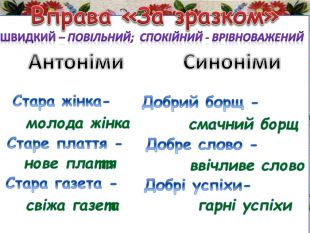 Вправа «За зразком»
ШВИДКИЙ – ПОВІЛЬНИЙ; СПОКІЙНИЙ - ВРІВНОВАЖЕНИЙ
Антоніми
Стара жінка-
молода жінка
Старе плаття -
нове плаття
Стара газета -
свіжа газета
Синоніми
Добрий борщ -
смачний борщ
Добре слово -
ввічливе слово
Добрі успіхи-
гарні успіхи